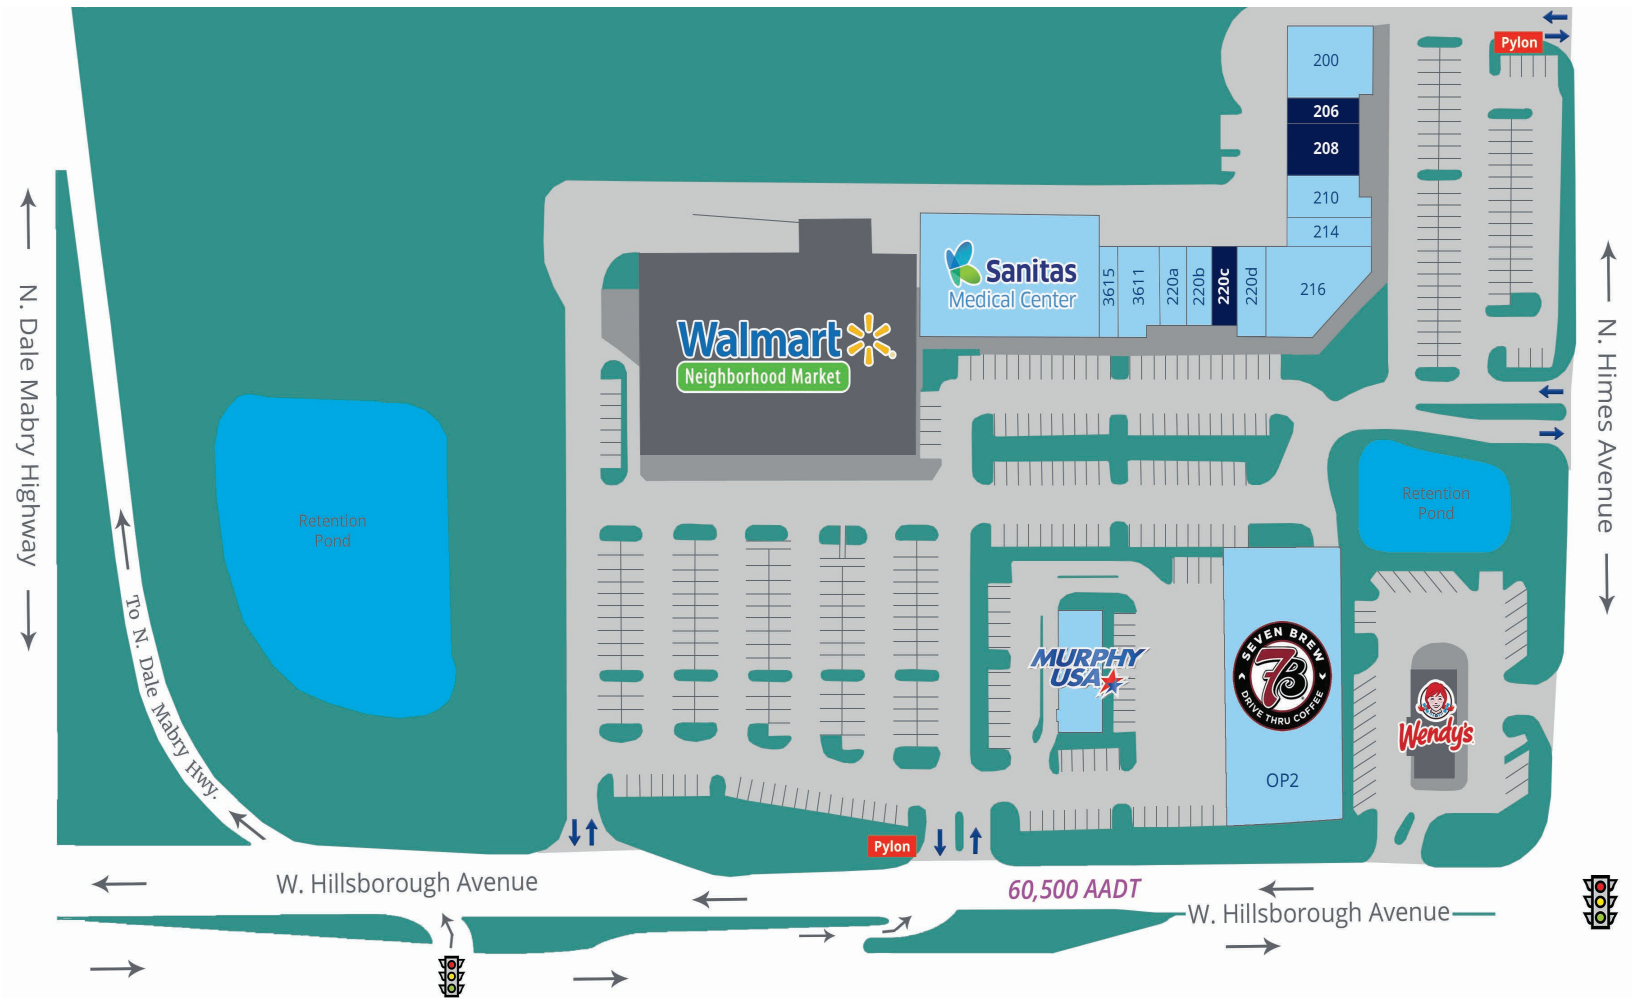 Pylon
200
206
208
210
214
216
Sanitas
Medical Center
3615
3611
220a
220b
220c
220d
Walmart
Neighborhood Market
N. Dale Mabry Highway
N. Himes Avenue
Retention
Pond
Retention
Pond
To N. Dale Mabry Hwy.
MURPHY
USA
SEVEN BREW
7B
DRIVE THRU COFFEE
OP2
Wendy's
Pylon
W. Hillsborough Avenue
60,500 AADT
W. Hillsborough Avenue